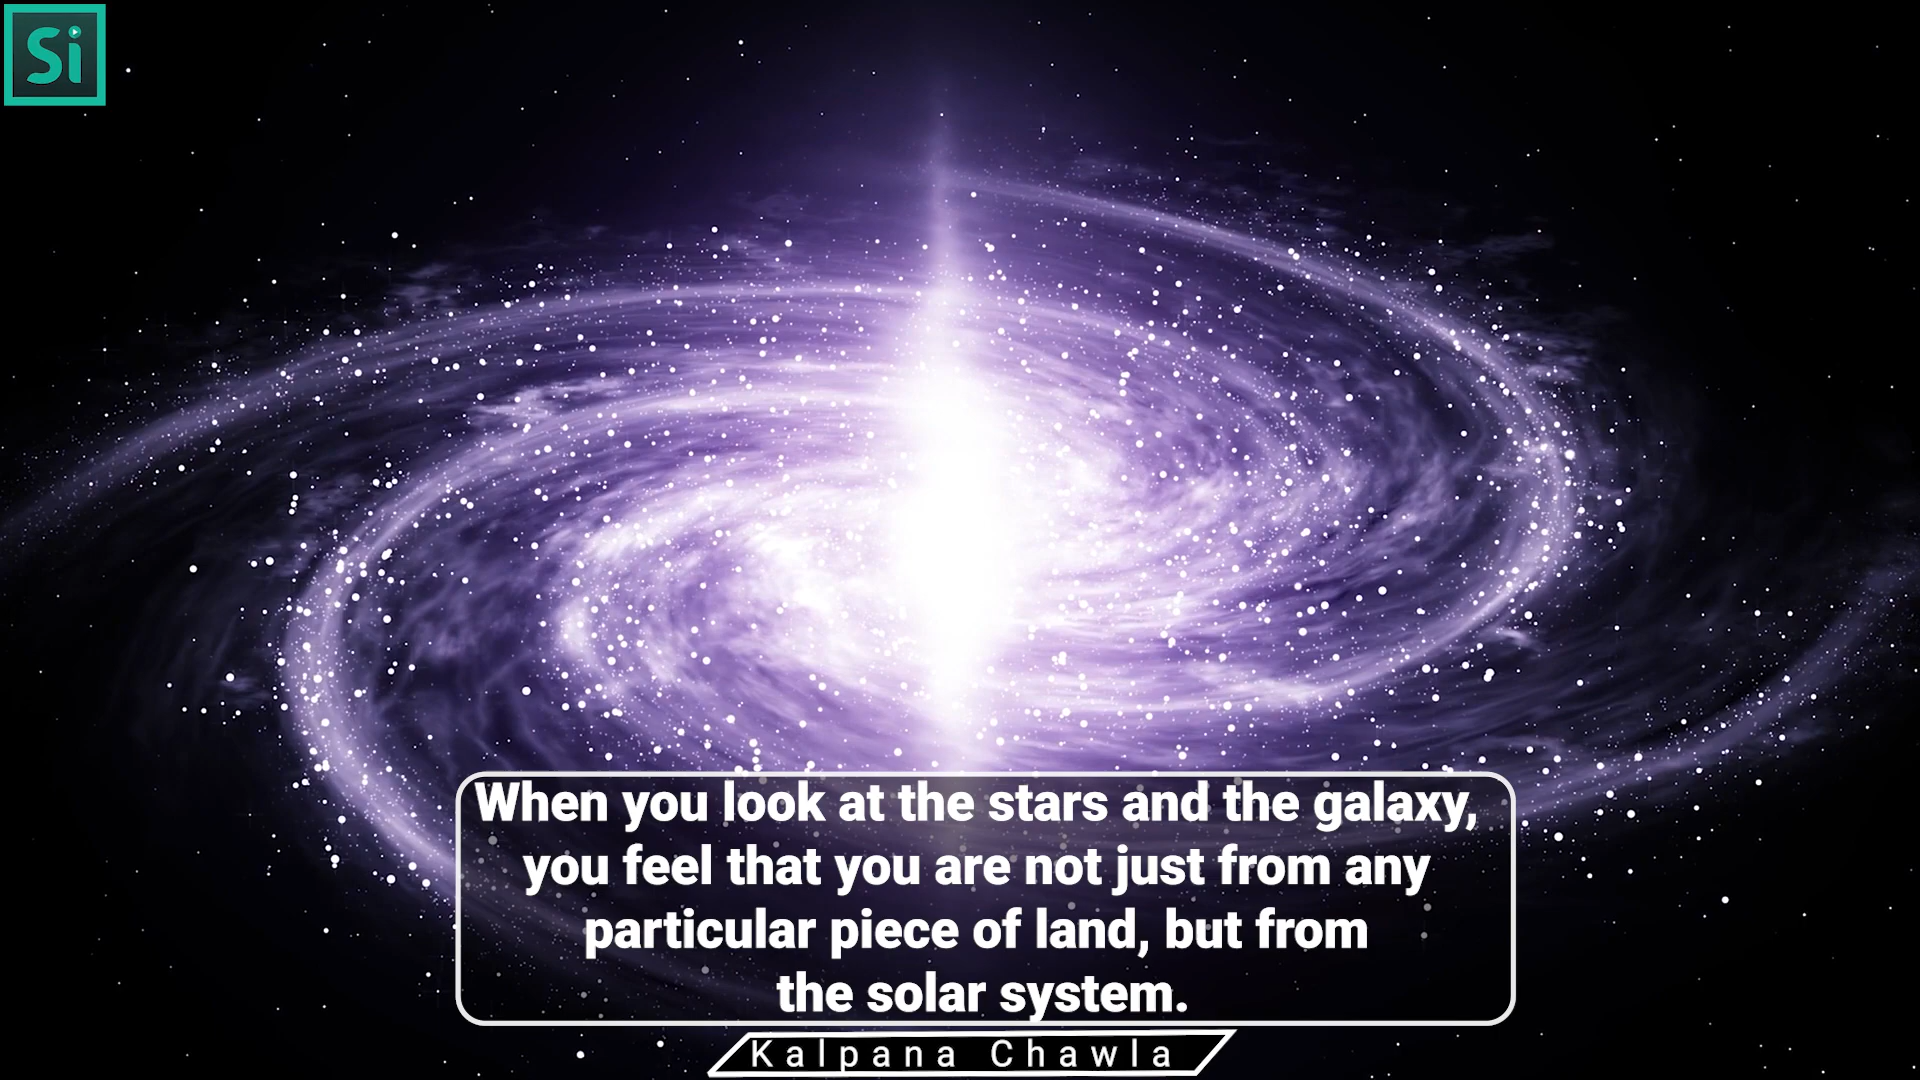 Si
When you look at the stars and the galaxy,
you feel that you are not just from any
particular piece of land, but from
the solar system.
Kalpana Chawla